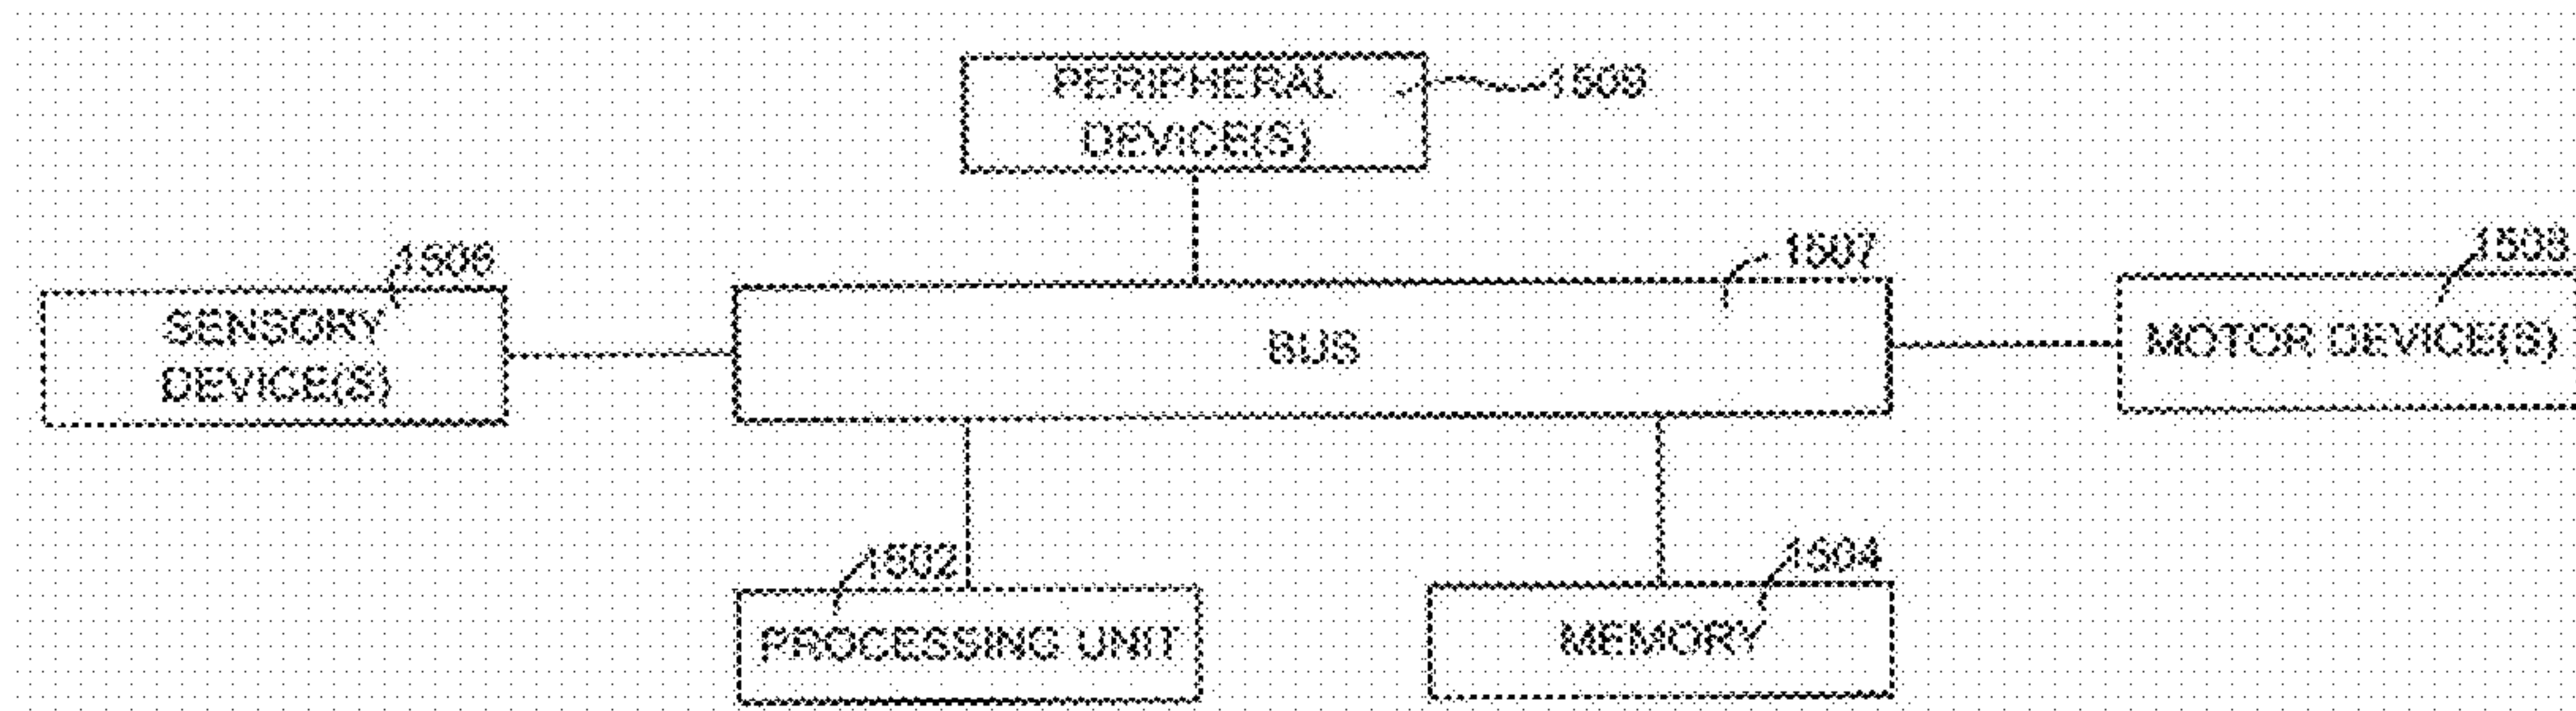 PERIPHERAL
DEVICE(S)
1509
1506
SENSORY
DEVICE(S)
1507
BUS
1508
MOTOR DEVICE(S)
1502
PROCESSING UNIT
1504
MEMORY